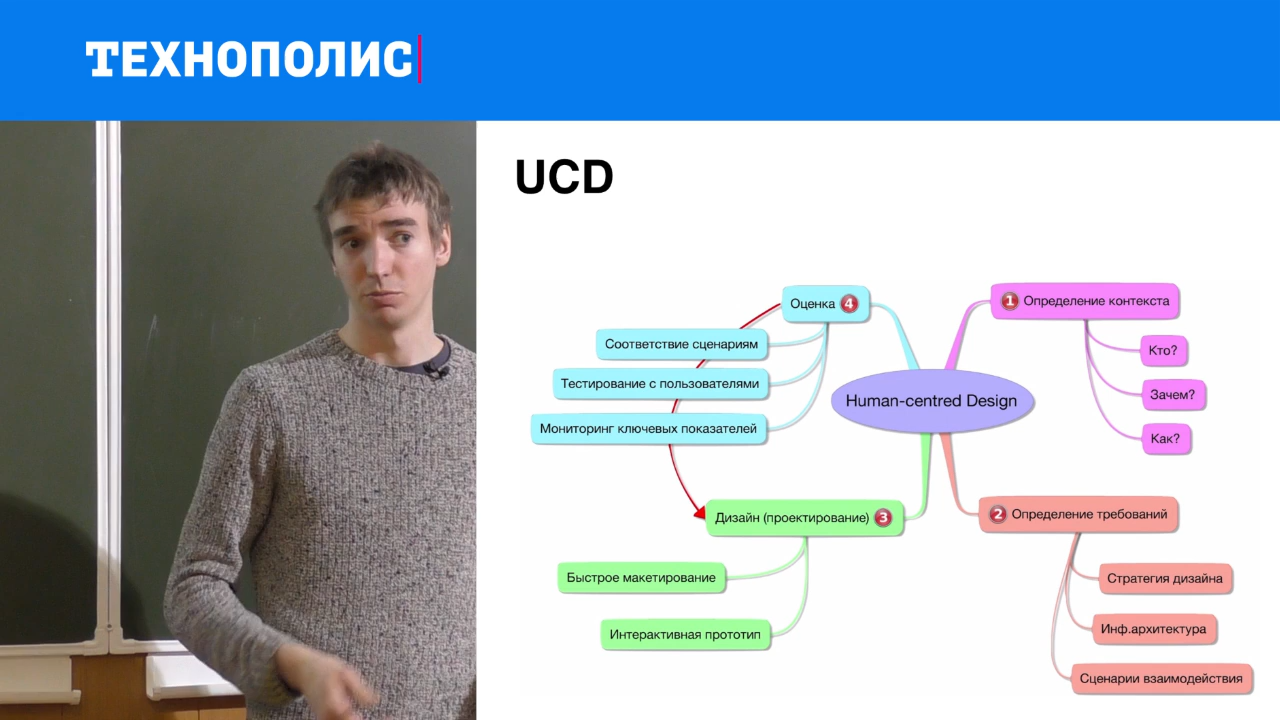 ТЕХНОПОЛИС
UCD
Оценка 4
Соответствие сценариям
Тестирование с пользователями
Мониторинг ключевых показателей
1 Определение контекста
Кто?
Зачем?
Как?
Human-centred Design
Дизайн (проектирование) 3
Быстрое макетирование
Интерактивная прототип
2 Определение требований
Стратегия дизайна
Инф.архитектура
Сценарии взаимодействия